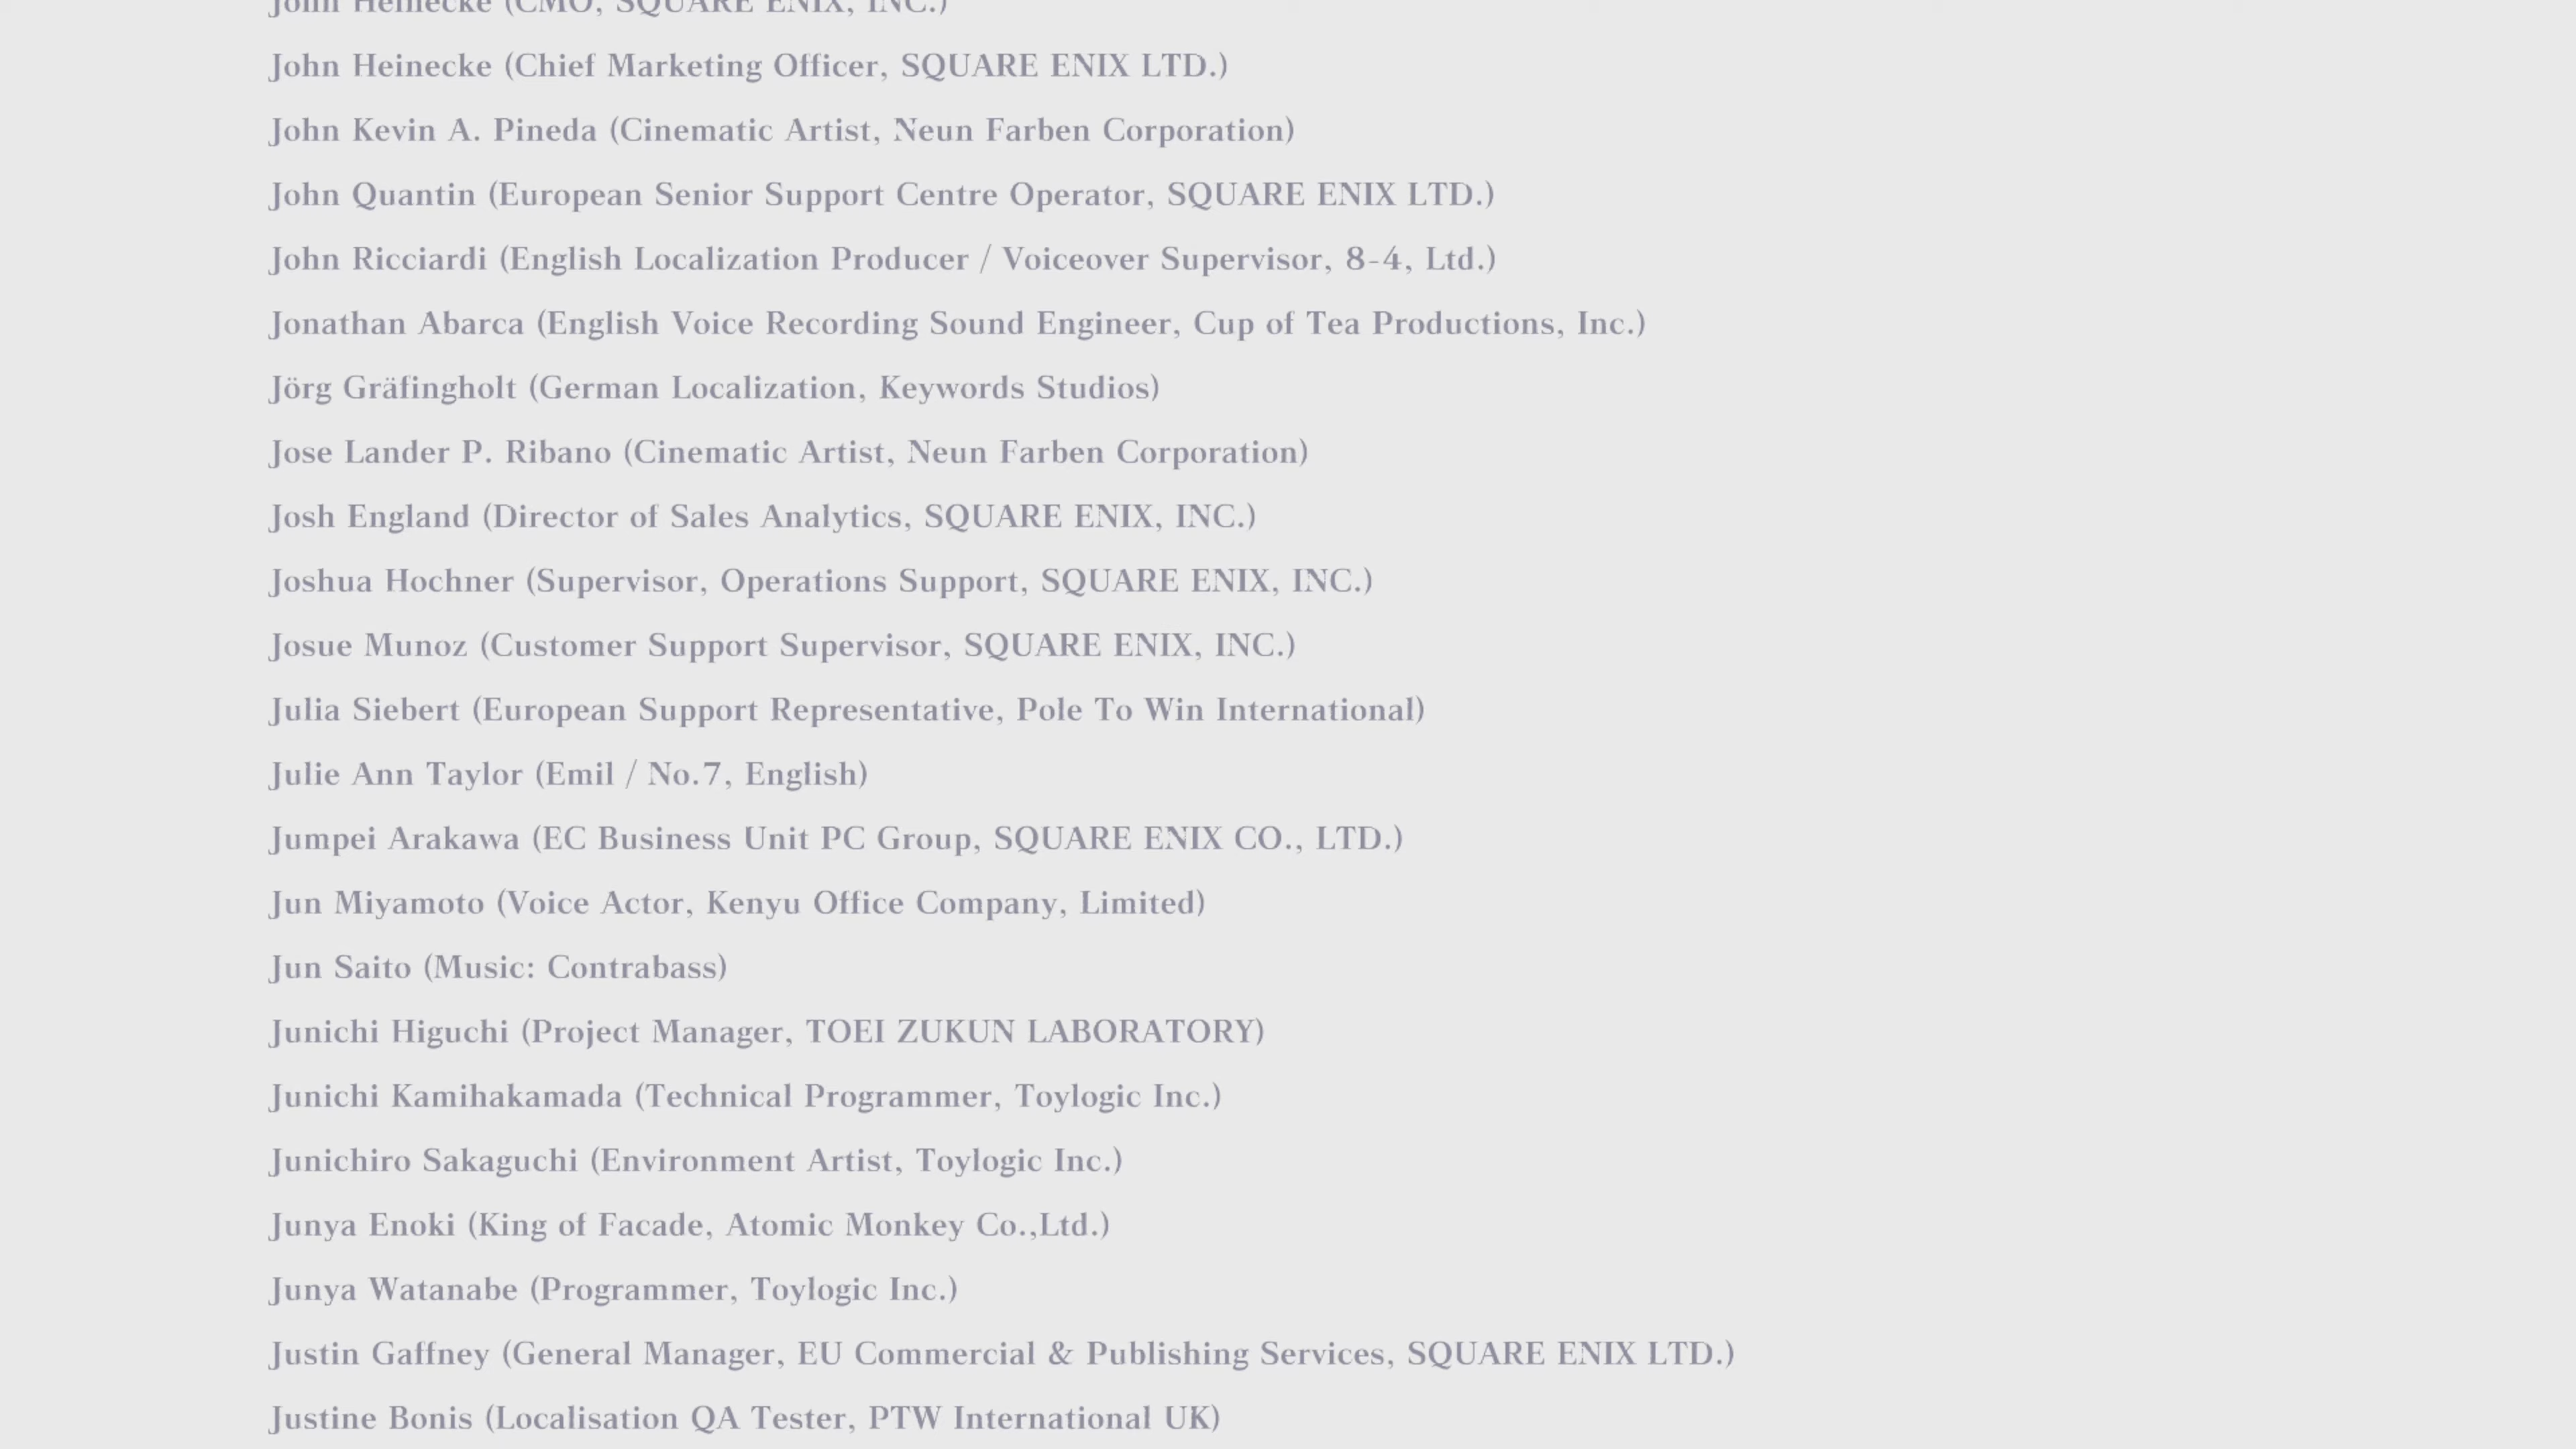 John Heinecke (CMO, SQUARE ENIX, INC.)
John Heinecke (Chief Marketing Officer, SQUARE ENIX LTD.)
John Kevin A. Pineda (Cinematic Artist, Neun Farben Corporation)
John Quantin (European Senior Support Centre Operator, SQUARE ENIX LTD.)
John Ricciardi (English Localization Producer / Voiceover Supervisor, 8-4, Ltd.)
Jonathan Abarca (English Voice Recording Sound Engineer, Cup of Tea Productions, Inc.)
Jörg Gräfingholt (German Localization, Keywords Studios)
Jose Lander P. Ribano (Cinematic Artist, Neun Farben Corporation)
Josh England (Director of Sales Analytics, SQUARE ENIX, INC.)
Joshua Hochner (Supervisor, Operations Support, SQUARE ENIX, INC.)
Josue Munoz (Customer Support Supervisor, SQUARE ENIX, INC.)
Julia Siebert (European Support Representative, Pole To Win International)
Julie Ann Taylor (Emil / No.7, English)
Jumpei Arakawa (EC Business Unit PC Group, SQUARE ENIX CO., LTD.)
Jun Miyamoto (Voice Actor, Kenyu Office Company, Limited)
Jun Saito (Music: Contrabass)
Junichi Higuchi (Project Manager, TOEI ZUKUN LABORATORY)
Junichi Kamihakamada (Technical Programmer, Toylogic Inc.)
Junichiro Sakaguchi (Environment Artist, Toylogic Inc.)
Junya Enoki (King of Facade, Atomic Monkey Co.,Ltd.)
Junya Watanabe (Programmer, Toylogic Inc.)
Justin Gaffney (General Manager, EU Commercial & Publishing Services, SQUARE ENIX LTD.)
Justine Bonis (Localisation QA Tester, PTW International UK)